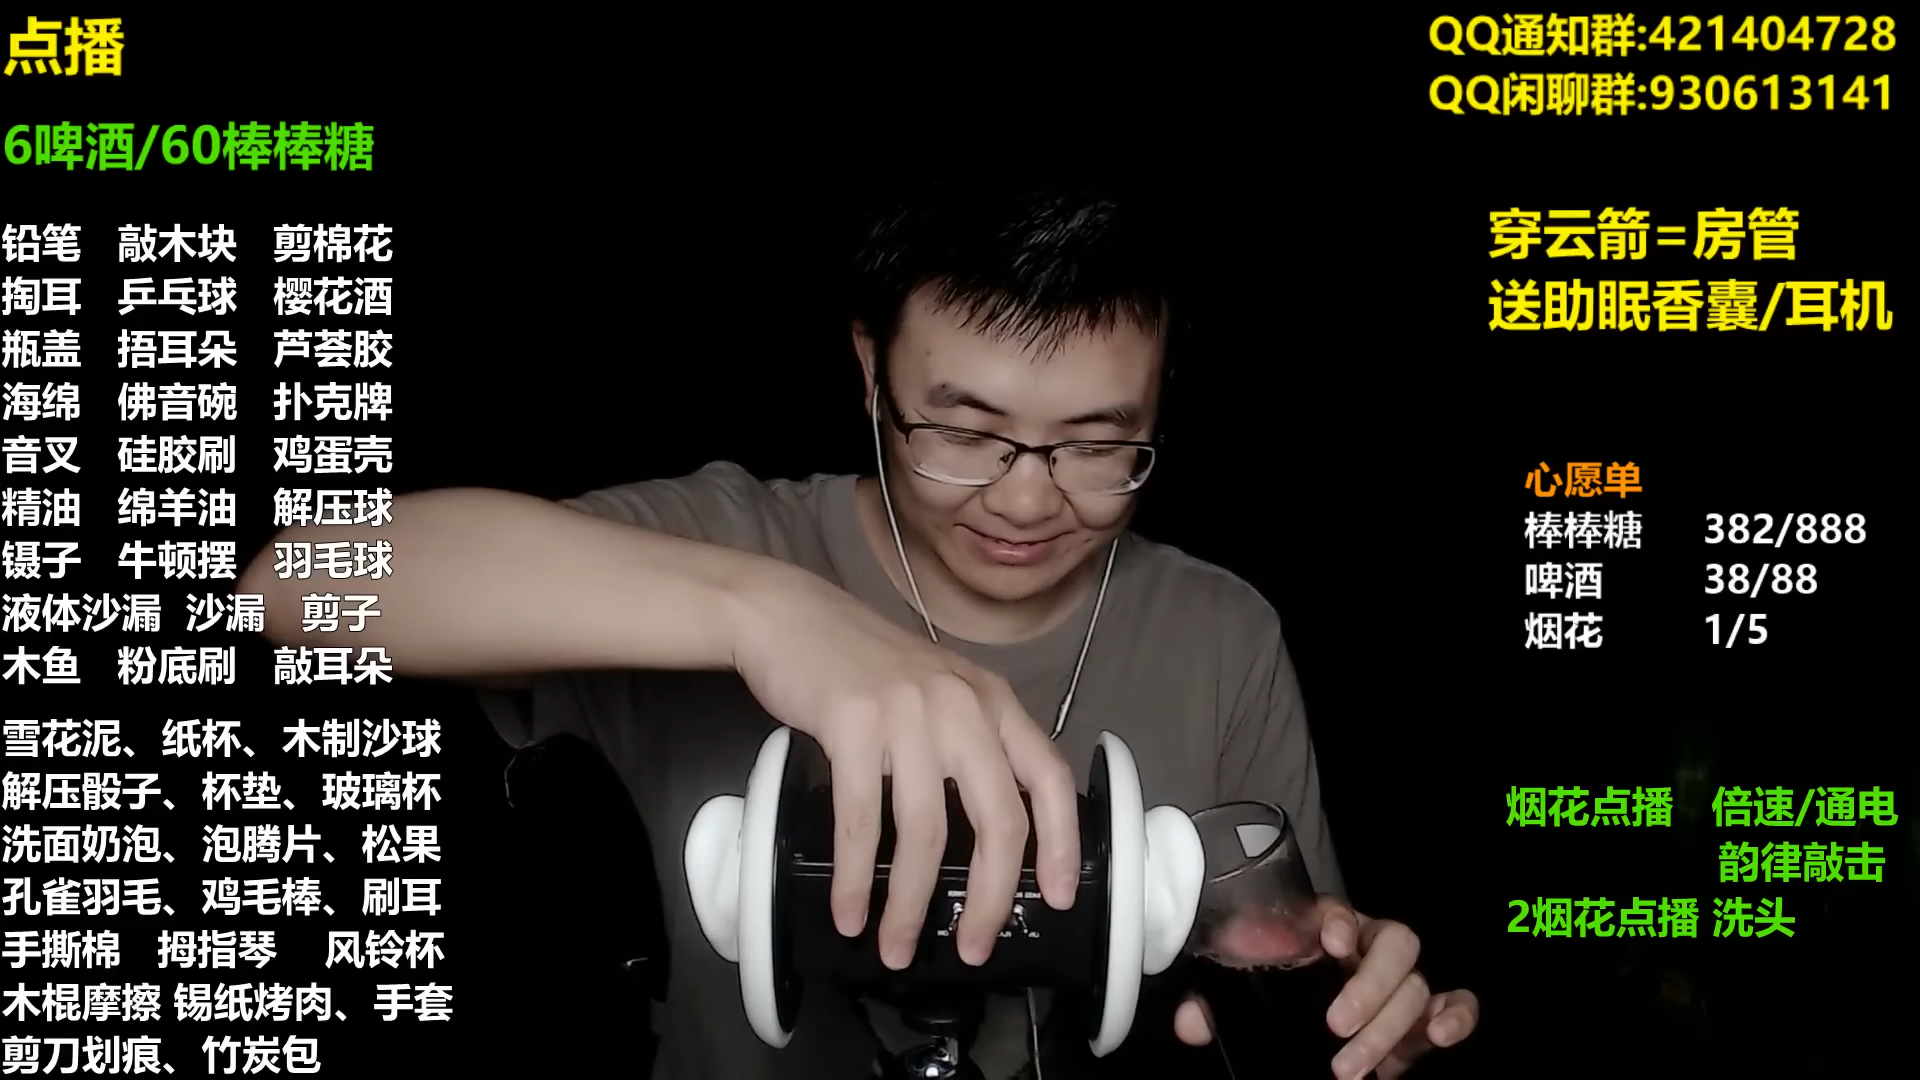 点播
6啤酒/60棒棒糖
铅笔 敲木块 剪棉花
掏耳 乒乓球 樱花酒
瓶盖 捂耳朵 芦荟胶
海绵 佛音碗 扑克牌
音叉 硅胶刷 鸡蛋壳
精油 绵羊油 解压球
镊子 牛顿摆 羽毛球
液体沙漏 沙漏 剪子
木鱼 粉底刷 敲耳朵
雪花泥、纸杯、木制沙球
解压骰子、杯垫、玻璃杯
洗面奶泡、泡腾片、松果
孔雀羽毛、鸡毛棒、刷耳
手撕棉 拇指琴 风铃杯
木棍摩擦 锡纸烤肉、手套
剪刀划痕、竹炭包
QQ通知群:421404728
QQ闲聊群:930613141
穿云箭=房管
送助眠香囊/耳机
心愿单
棒棒糖 382/888
啤酒 38/88
烟花 1/5
烟花点播 倍速/通电
韵律敲击
2烟花点播 洗头